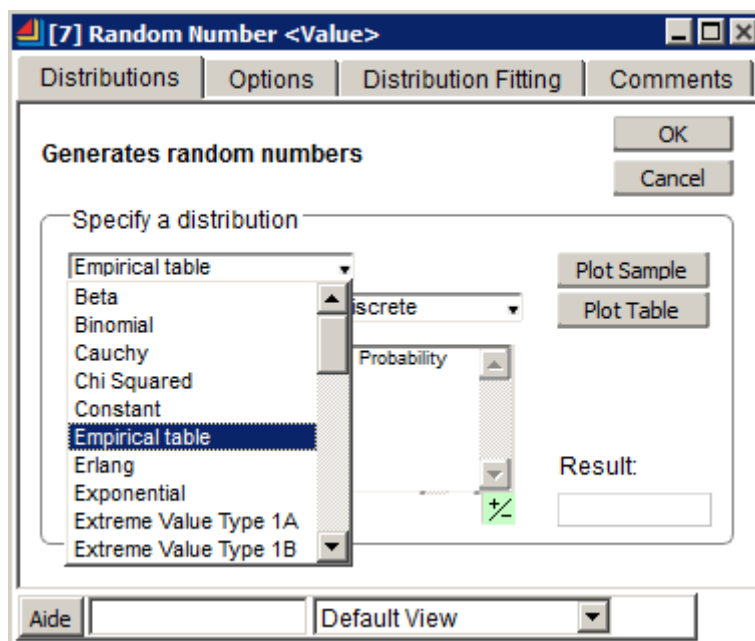 [7] Random Number <Value>
Distributions Options Distribution Fitting Comments
OK
Generates random numbers
Cancel
Specify a distribution
Empirical table
Plot Sample
Beta
iscrete
Plot Table
Binomial
Cauchy
Probability
Chi Squared
Constant
Empirical table
Erlang
Result:
Exponential
+/-
Extreme Value Type 1A
Extreme Value Type 1B
Aide
Default View